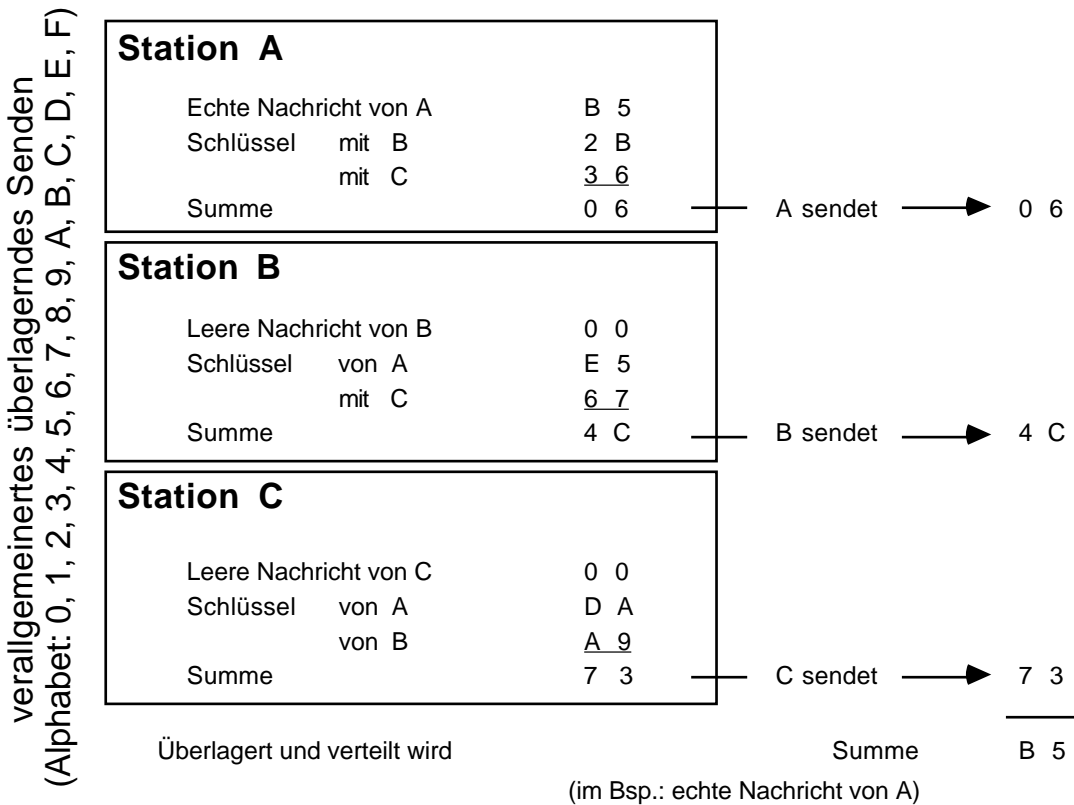 verallgemeinertes überlagerndes Senden
(Alphabet: 0, 1, 2, 3, 4, 5, 6, 7, 8, 9, A, B, C, D, E, F)
Station A
Echte Nachricht von A B 5
Schlüssel mit B 2 B
mit C 3 6
Summe 0 6 A sendet 0 6
Station B
Leere Nachricht von B 0 0
Schlüssel von A E 5
mit C 6 7
Summe 4 C B sendet 4 C
Station C
Leere Nachricht von C 0 0
Schlüssel von A D A
von B A 9
Summe 7 3 C sendet 7 3
Überlagert und verteilt wird Summe B 5
(im Bsp.: echte Nachricht von A)